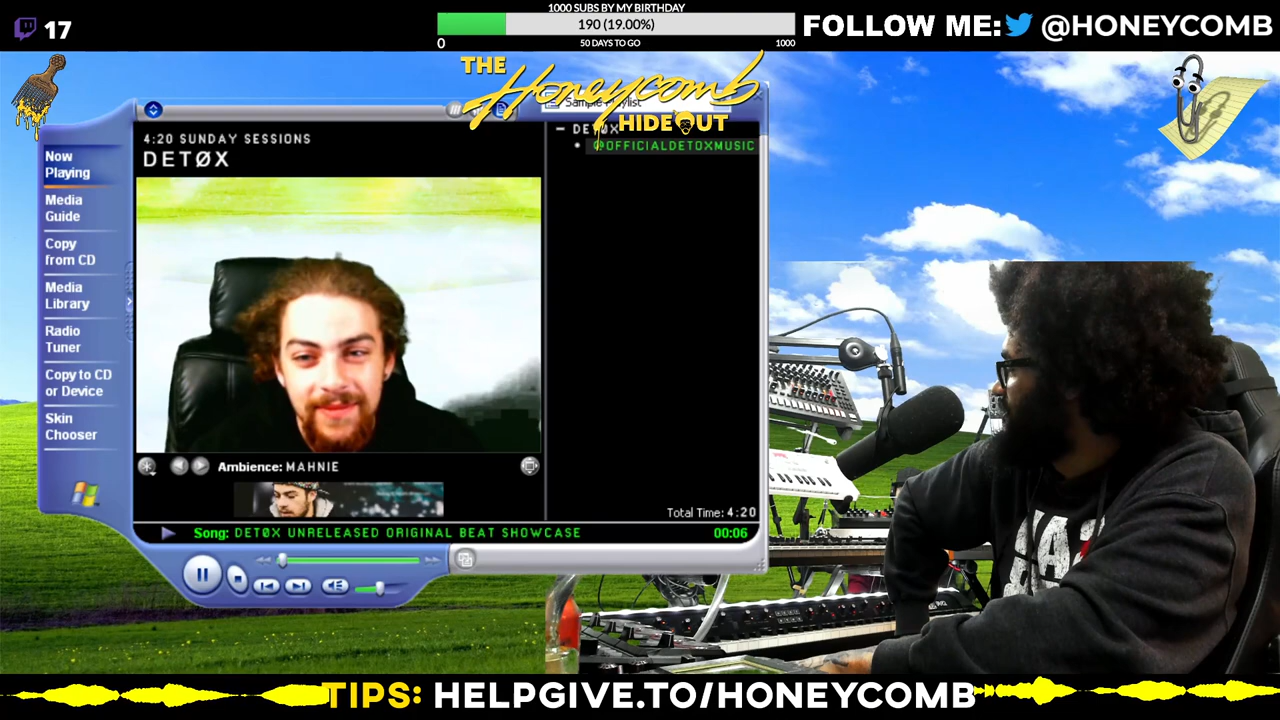 17
1000 SUBS BY MY BIRTHDAY
190 (19.00%)
0
50 DAYS TO GO
1000
FOLLOW ME: @HONEYCOMB
THE
Honeycomb
HIDEOUT
Sample Playlist
4:20 SUNDAY SESSIONS
DETØX
DETØX
@OFFICIALDETOXMUSIC
Now
Playing
Media
Guide
Copy
from CD
Media
Library
Radio
Tuner
Copy to CD
or Device
Skin
Chooser
Ambience: MAHNIE
Total Time: 4:20
Song: DETØX UNRELEASED ORIGINAL BEAT SHOWCASE
00:06
TIPS: HELPGIVE.TO/HONEYCOMB